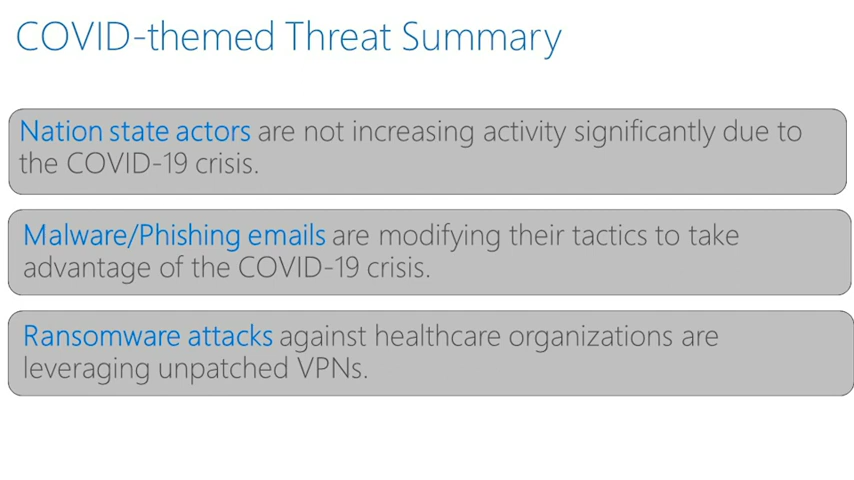 COVID-themed Threat Summary
Nation state actors are not increasing activity significantly due to
the COVID-19 crisis.
Malware/Phishing emails are modifying their tactics to take
advantage of the COVID-19 crisis.
Ransomware attacks against healthcare organizations are
leveraging unpatched VPNs.